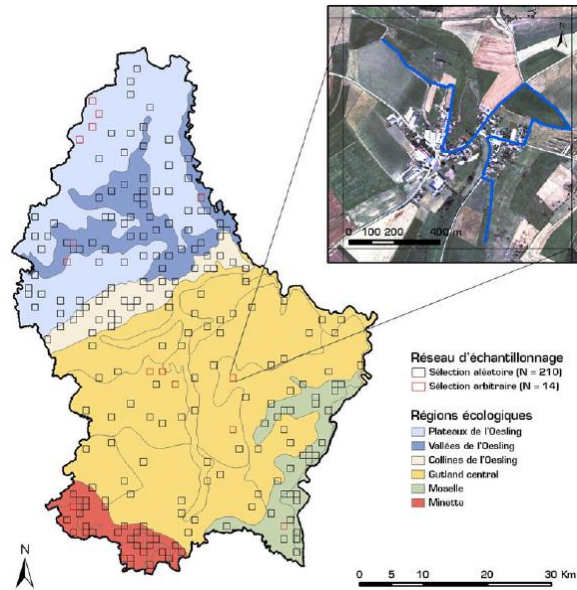 N
0 100 200 400 m
Réseau d'échantillonnage
Sélection aléatoire (N = 210)
Sélection arbitraire (N = 14)
Régions écologiques
Plateaux de l'Oesling
Vallées de l'Oesling
Collines de l'Oesling
Gutland central
Moselle
Minette
N
0 5 10 20 30 Km